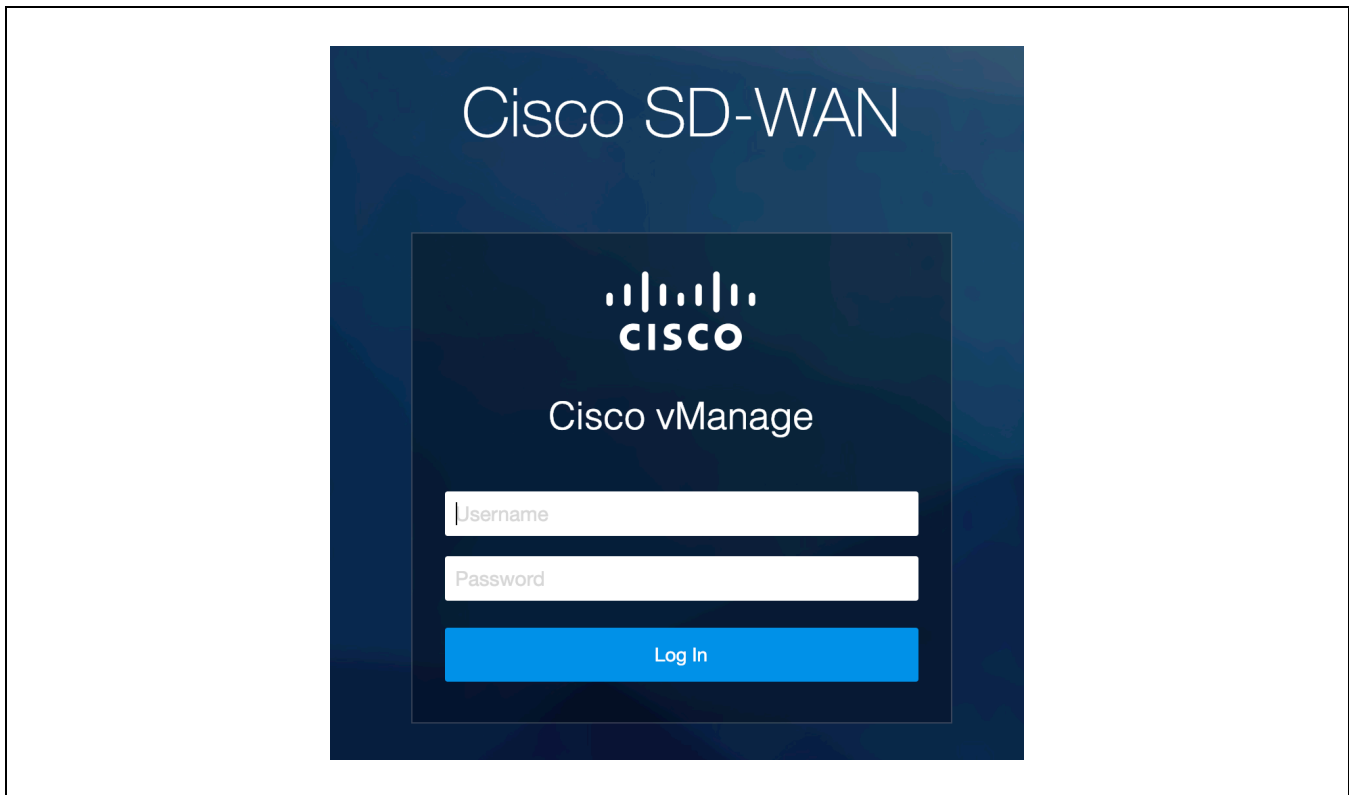 Cisco SD-WAN
CISCO
Cisco vManage
Username
Password
Log In